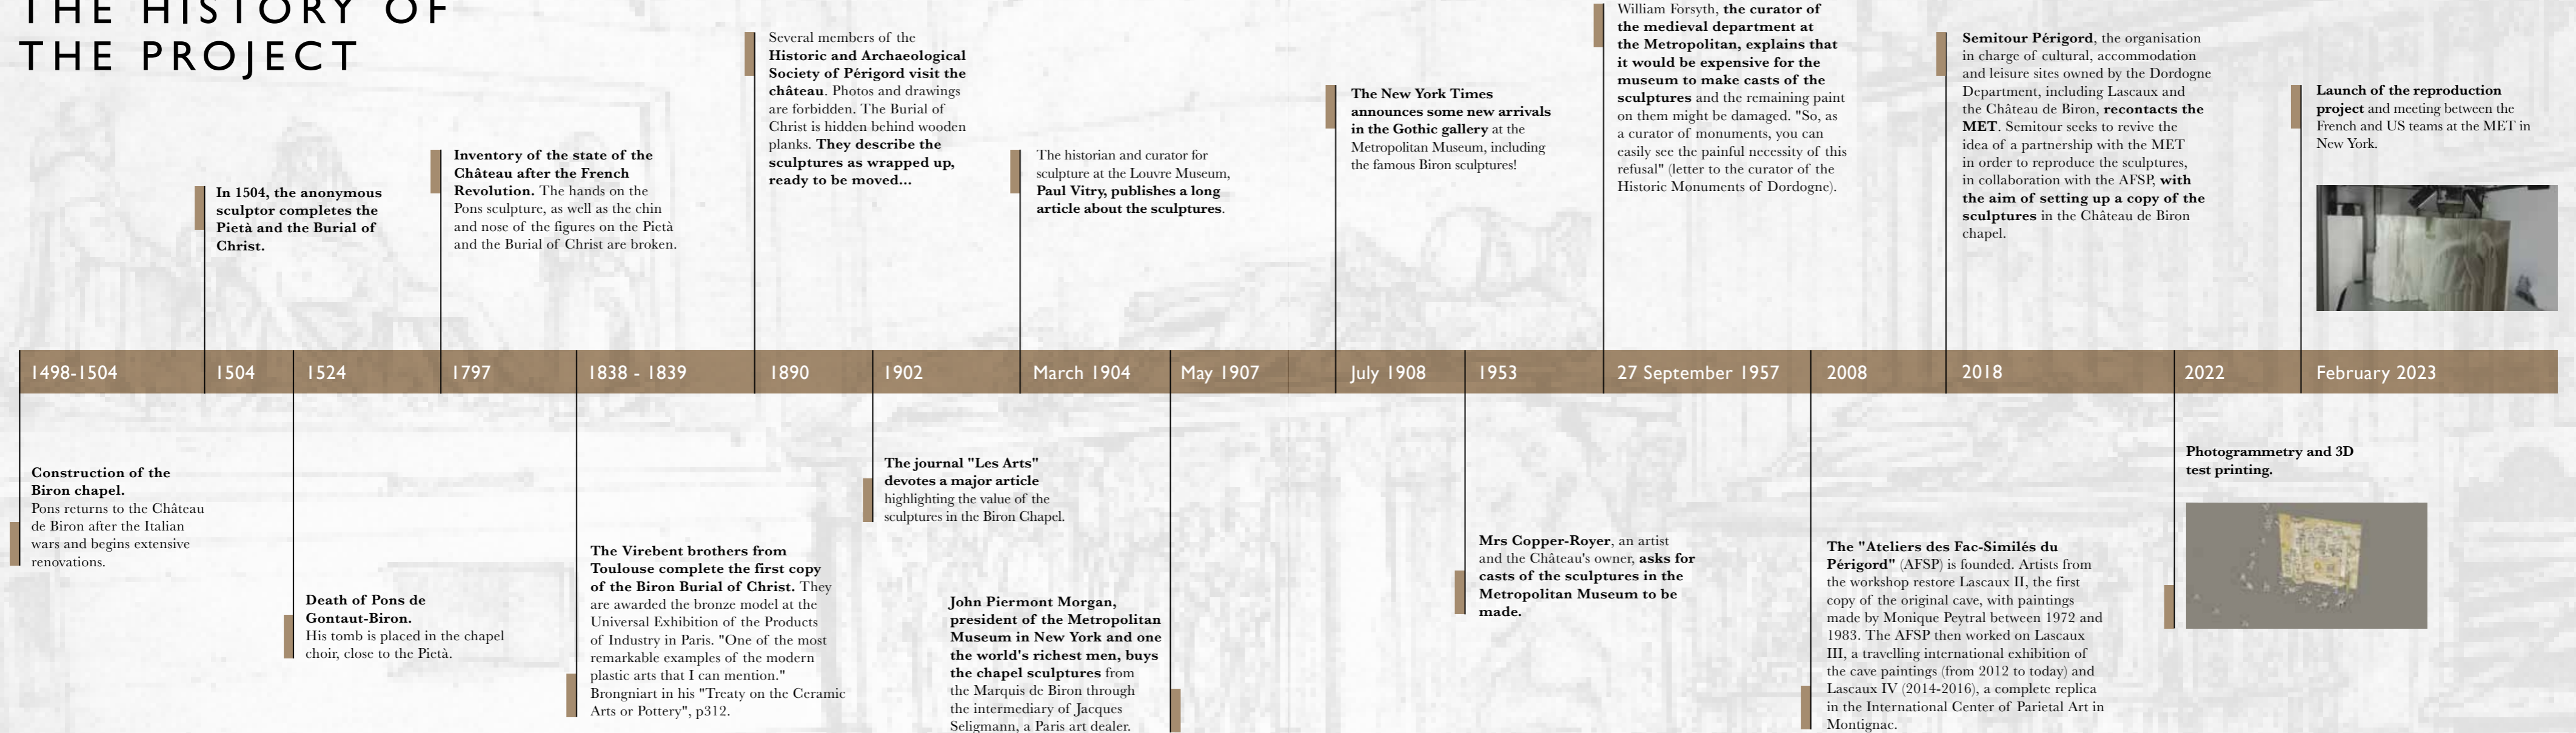 THE HISTORY OF
THE PROJECT
1498-1504
Construction of the
Biron chapel.
Pons returns to the Château
de Biron after the Italian
wars and begins extensive
renovations.
1504
In 1504, the anonymous
sculptor completes the
Pietà and the Burial of
Christ.
1524
Death of Pons de
Gontaut-Biron.
His tomb is placed in the chapel
choir, close to the Pietà.
1797
Inventory of the state of the
Château after the French
Revolution. The hands on the
Pons sculpture, as well as the chin
and nose of the figures on the Pietà
and the Burial of Christ are broken.
1838 - 1839
The Virebent brothers from
Toulouse complete the first copy
of the Biron Burial of Christ. They
are awarded the bronze model at the
Universal Exhibition of the Products
of Industry in Paris. "One of the most
remarkable examples of the modern
plastic arts that I can mention."
Brongniart in his "Treaty on the Ceramic
Arts or Pottery", p312.
1890
Several members of the
Historic and Archaeological
Society of Périgord visit the
château. Photos and drawings
are forbidden. The Burial of
Christ is hidden behind wooden
planks. They describe the
sculptures as wrapped up,
ready to be moved...
1902
The journal "Les Arts"
devotes a major article
highlighting the value of the
sculptures in the Biron Chapel.
March 1904
The historian and curator for
sculpture at the Louvre Museum,
Paul Vitry, publishes a long
article about the sculptures.
May 1907
John Piermont Morgan,
president of the Metropolitan
Museum in New York and one
the world's richest men, buys
the chapel sculptures from
the Marquis de Biron through
the intermediary of Jacques
Seligmann, a Paris art dealer.
July 1908
The New York Times
announces some new arrivals
in the Gothic gallery at the
Metropolitan Museum, including
the famous Biron sculptures!
1953
Mrs Copper-Royer, an artist
and the Château's owner, asks for
casts of the sculptures in the
Metropolitan Museum to be
made.
27 September 1957
William Forsyth, the curator of
the medieval department at
the Metropolitan, explains that
it would be expensive for the
museum to make casts of the
sculptures and the remaining paint
on them might be damaged. "So, as
a curator of monuments, you can
easily see the painful necessity of this
refusal" (letter to the curator of the
Historic Monuments of Dordogne).
2008
The "Ateliers des Fac-Similés du
Périgord" (AFSP) is founded. Artists from
the workshop restore Lascaux II, the first
copy of the original cave, with paintings
made by Monique Peytral between 1972 and
1983. The AFSP then worked on Lascaux
III, a travelling international exhibition of
the cave paintings (from 2012 to today) and
Lascaux IV (2014-2016), a complete replica
in the International Center of Parietal Art in
Montignac.
2018
Semitour Périgord, the organisation
in charge of cultural, accommodation
and leisure sites owned by the Dordogne
Department, including Lascaux and
the Château de Biron, recontacts the
MET. Semitour seeks to revive the
idea of a partnership with the MET
in order to reproduce the sculptures,
in collaboration with the AFSP, with
the aim of setting up a copy of the
sculptures in the Château de Biron
chapel.
2022
Photogrammetry and 3D
test printing.
February 2023
Launch of the reproduction
project and meeting between the
French and US teams at the MET in
New York.